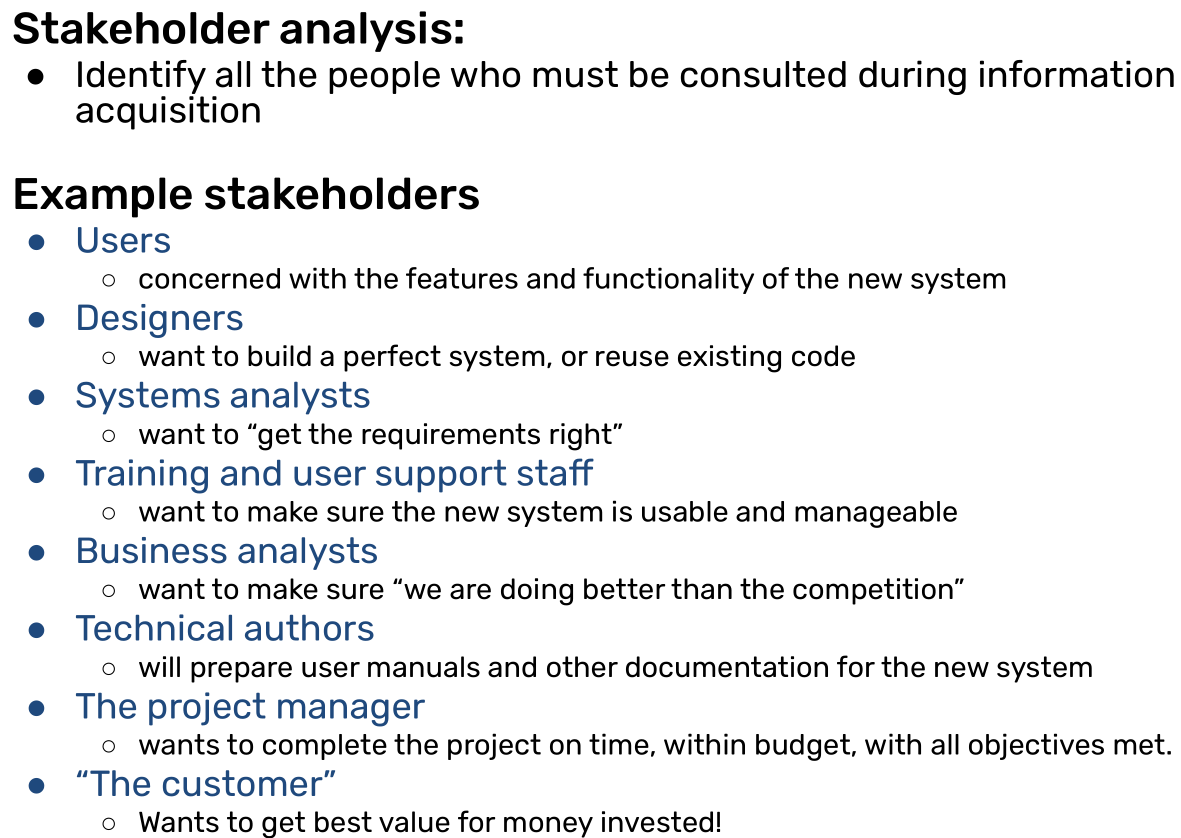 Stakeholder analysis:
● Identify all the people who must be consulted during information
acquisition
Example stakeholders
● Users
○ concerned with the features and functionality of the new system
● Designers
○ want to build a perfect system, or reuse existing code
● Systems analysts
○ want to “get the requirements right”
● Training and user support staff
○ want to make sure the new system is usable and manageable
● Business analysts
○ want to make sure “we are doing better than the competition”
● Technical authors
○ will prepare user manuals and other documentation for the new system
● The project manager
○ wants to complete the project on time, within budget, with all objectives met.
● “The customer”
○ Wants to get best value for money invested!